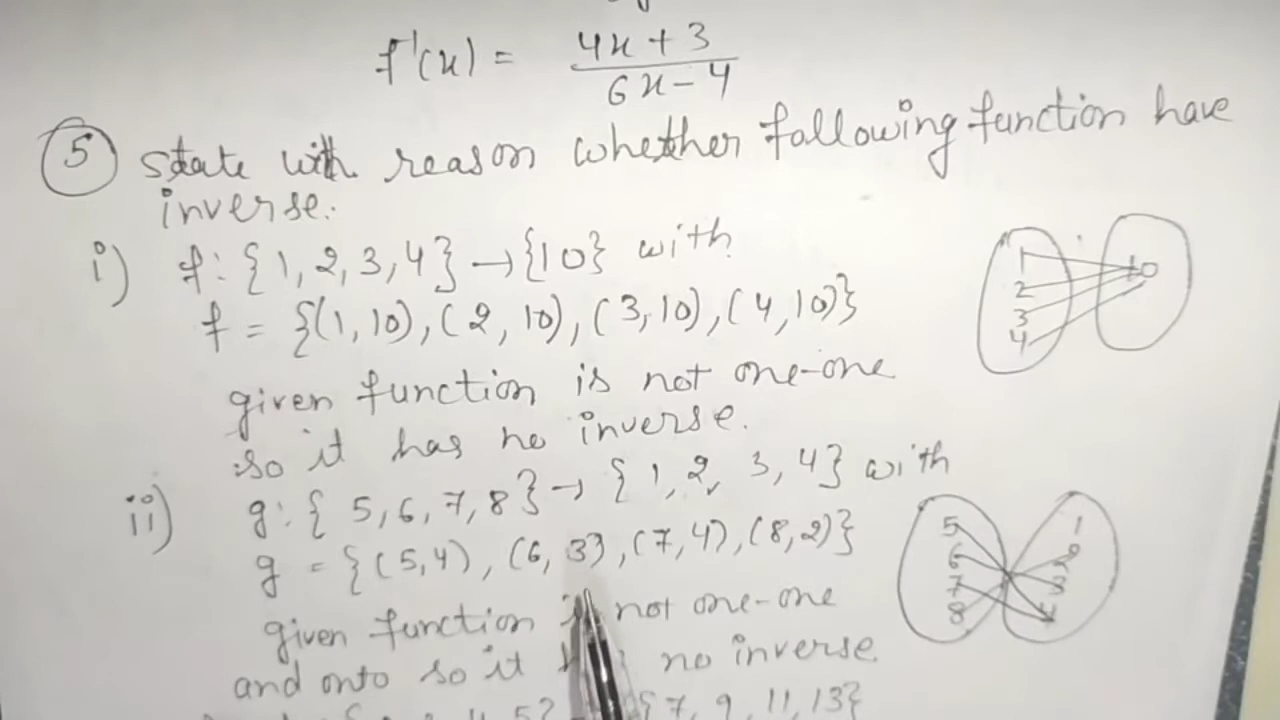 f⁻¹(x) = (4x + 3)/(6x - 4)
5 state with reason whether following function have
inverse.
i) f: {1, 2, 3, 4} → {10} with
f = {(1, 10), (2, 10), (3, 10), (4, 10)}
1
2
3
4
10
given function is not one-one
so it has no inverse.
ii) g: {5, 6, 7, 8} → {1, 2, 3, 4} with
g = {(5, 4), (6, 3), (7, 4), (8, 2)}
5
6
7
8
1
2
3
4
given function is not one-one
and onto so it no inverse
{7, 9, 11, 13}